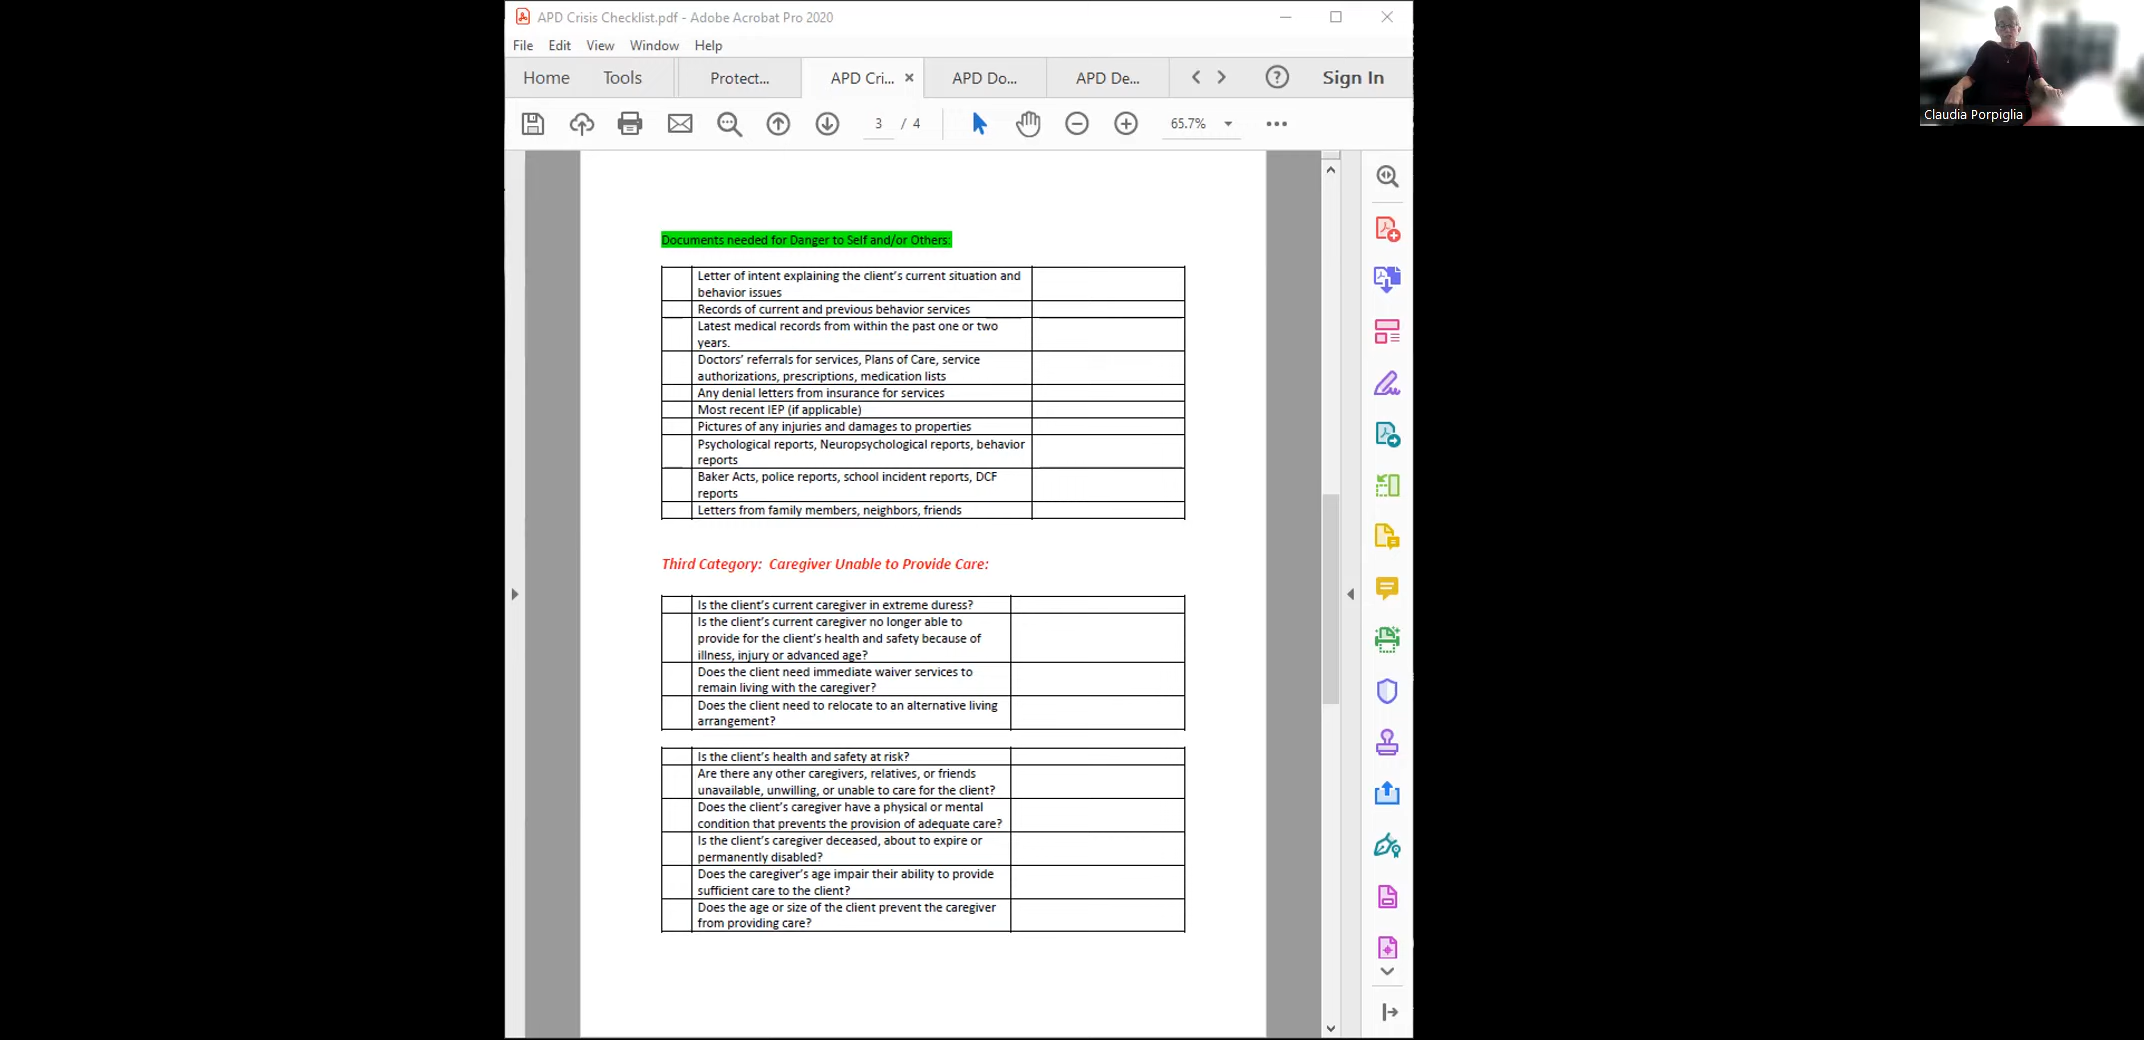 APD Crisis Checklist.pdf - Adobe Acrobat Pro 2020
File Edit View Window Help
Home Tools Protect... APD Cri... APD Do... APD De... Sign In
3 / 4 65.7%
Claudia Porpiglia
Documents needed for Danger to Self and/or Others:
Letter of intent explaining the client's current situation and
behavior issues
Records of current and previous behavior services
Latest medical records from within the past one or two
years.
Doctors' referrals for services, Plans of Care, service
authorizations, prescriptions, medication lists
Any denial letters from insurance for services
Most recent IEP (if applicable)
Pictures of any injuries and damages to properties
Psychological reports, Neuropsychological reports, behavior
reports
Baker Acts, police reports, school incident reports, DCF
reports
Letters from family members, neighbors, friends
Third Category: Caregiver Unable to Provide Care:
Is the client's current caregiver in extreme duress?
Is the client's current caregiver no longer able to
provide for the client's health and safety because of
illness, injury or advanced age?
Does the client need immediate waiver services to
remain living with the caregiver?
Does the client need to relocate to an alternative living
arrangement?
Is the client's health and safety at risk?
Are there any other caregivers, relatives, or friends
unavailable, unwilling, or unable to care for the client?
Does the client's caregiver have a physical or mental
condition that prevents the provision of adequate care?
Is the client's caregiver deceased, about to expire or
permanently disabled?
Does the caregiver's age impair their ability to provide
sufficient care to the client?
Does the age or size of the client prevent the caregiver
from providing care?